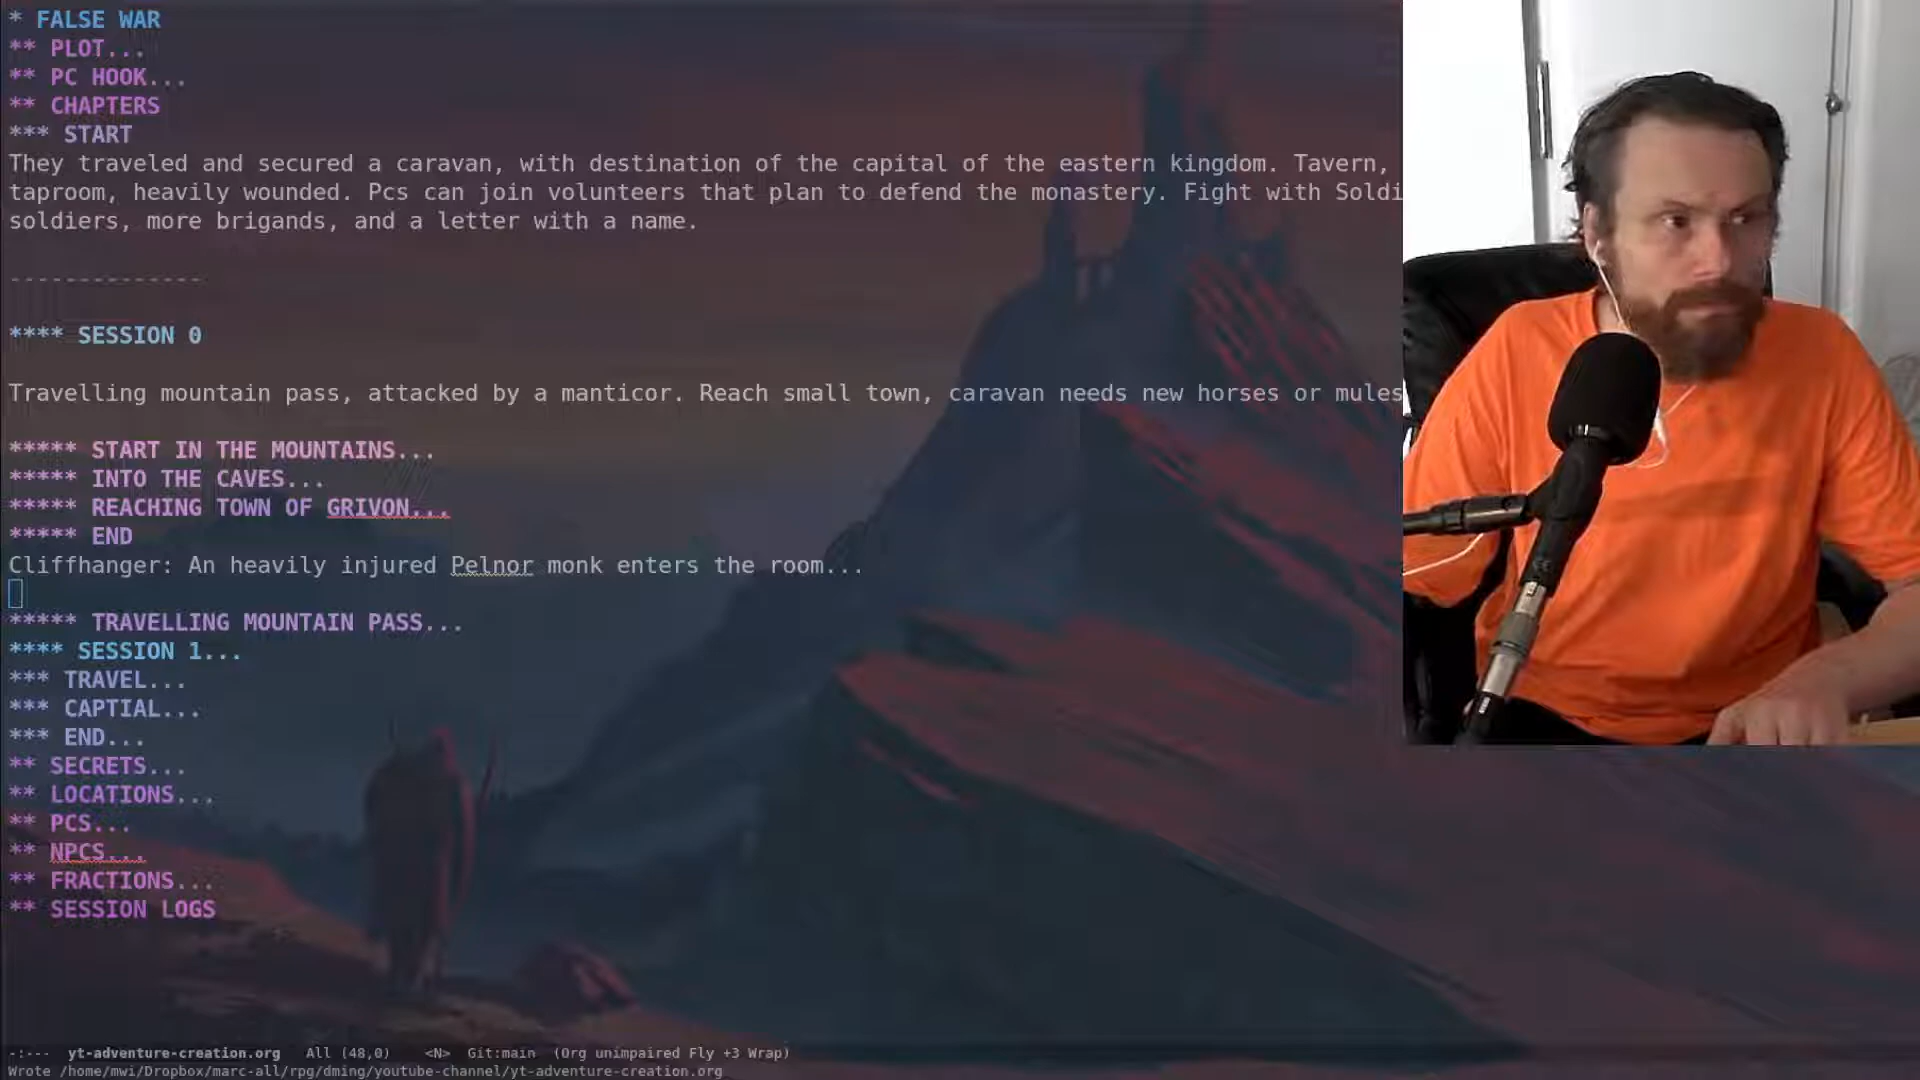 * FALSE WAR
** PLOT...
** PC HOOK...
** CHAPTERS
*** START
They traveled and secured a caravan, with destination of the capital of the eastern kingdom. Tavern,
taproom, heavily wounded. Pcs can join volunteers that plan to defend the monastery. Fight with Soldi
soldiers, more brigands, and a letter with a name.
--------------
**** SESSION 0
Travelling mountain pass, attacked by a manticor. Reach small town, caravan needs new horses or mules
***** START IN THE MOUNTAINS...
***** INTO THE CAVES...
***** REACHING TOWN OF GRIVON...
***** END
Cliffhanger: An heavily injured Pelnor monk enters the room...
***** TRAVELLING MOUNTAIN PASS...
**** SESSION 1...
*** TRAVEL...
*** CAPTIAL...
*** END...
** SECRETS...
** LOCATIONS...
** PCS...
** NPCS...
** FRACTIONS...
** SESSION LOGS
-:--- yt-adventure-creation.org All (48,0) <N> Git:main (Org unimpaired Fly +3 Wrap)
Wrote /home/mwi/Dropbox/marc-all/rpg/dming/youtube-channel/yt-adventure-creation.org